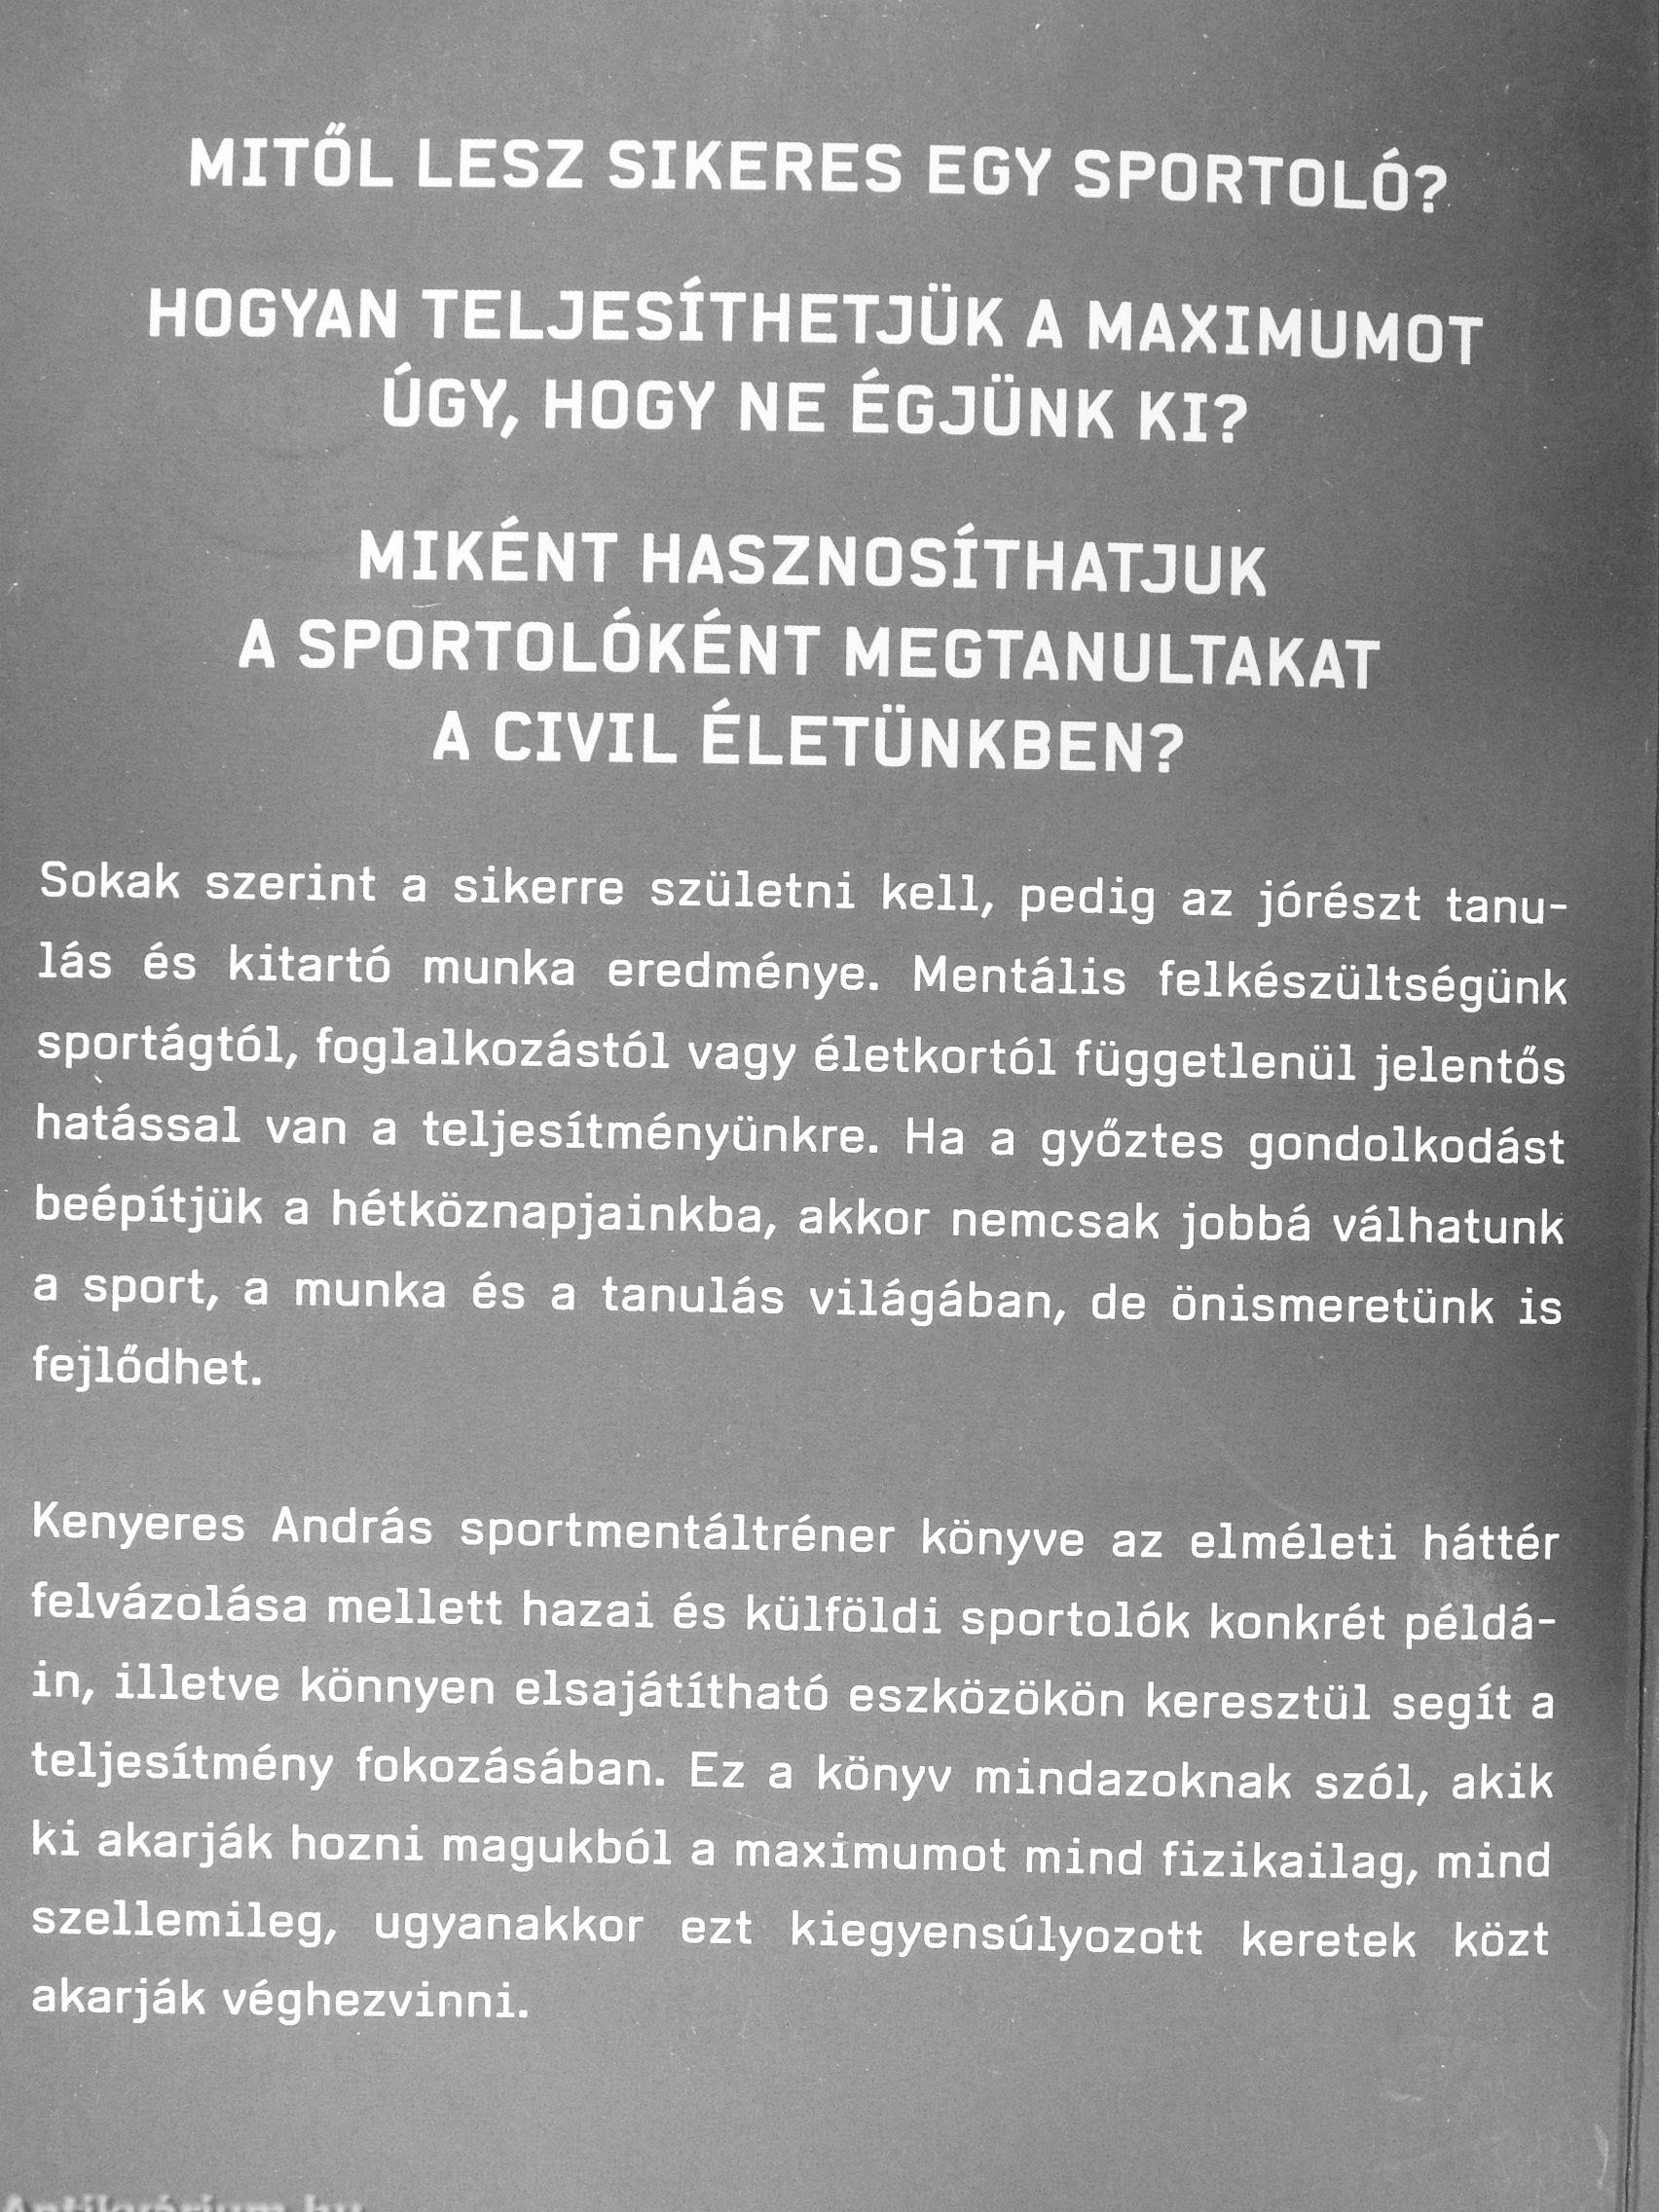 MITŐL LESZ SIKERES EGY SPORTOLÓ?
HOGYAN TELJESÍTHETJÜK A MAXIMUMOT
ÚGY, HOGY NE ÉGJÜNK KI?
MIKÉNT HASZNOSÍTHATJUK
A SPORTOLÓKÉNT MEGTANULTAKAT
A CIVIL ÉLETÜNKBEN?
Sokak szerint a sikerre születni kell, pedig az jórészt tanu-
lás és kitartó munka eredménye. Mentális felkészültségünk
sportágtól, foglalkozástól vagy életkortól függetlenül jelentős
hatással van a teljesítményünkre. Ha a győztes gondolkodást
beépítjük a hétköznapjainkba, akkor nemcsak jobbá válhatunk
a sport, a munka és a tanulás világában, de önismeretünk is
fejlődhet.
Kenyeres András sportmentáltréner könyve az elméleti háttér
felvázolása mellett hazai és külföldi sportolók konkrét példá-
in, illetve könnyen elsajátítható eszközökön keresztül segít a
teljesítmény fokozásában. Ez a könyv mindazoknak szól, akik
ki akarják hozni magukból a maximumot mind fizikailag, mind
szellemileg, ugyanakkor ezt kiegyensúlyozott keretek közt
akarják véghezvinni.
Antikvárium.hu